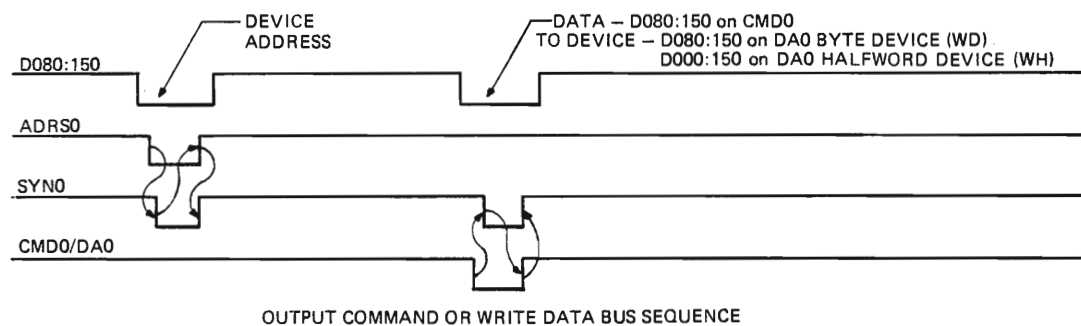 DEVICE
ADDRESS
DATA – D080:150 on CMD0
TO DEVICE – D080:150 on DA0 BYTE DEVICE (WD).
D000:150 on DA0 HALFWORD DEVICE (WH)
D080:150
ADRS0
SYN0
CMD0/DA0
OUTPUT COMMAND OR WRITE DATA BUS SEQUENCE